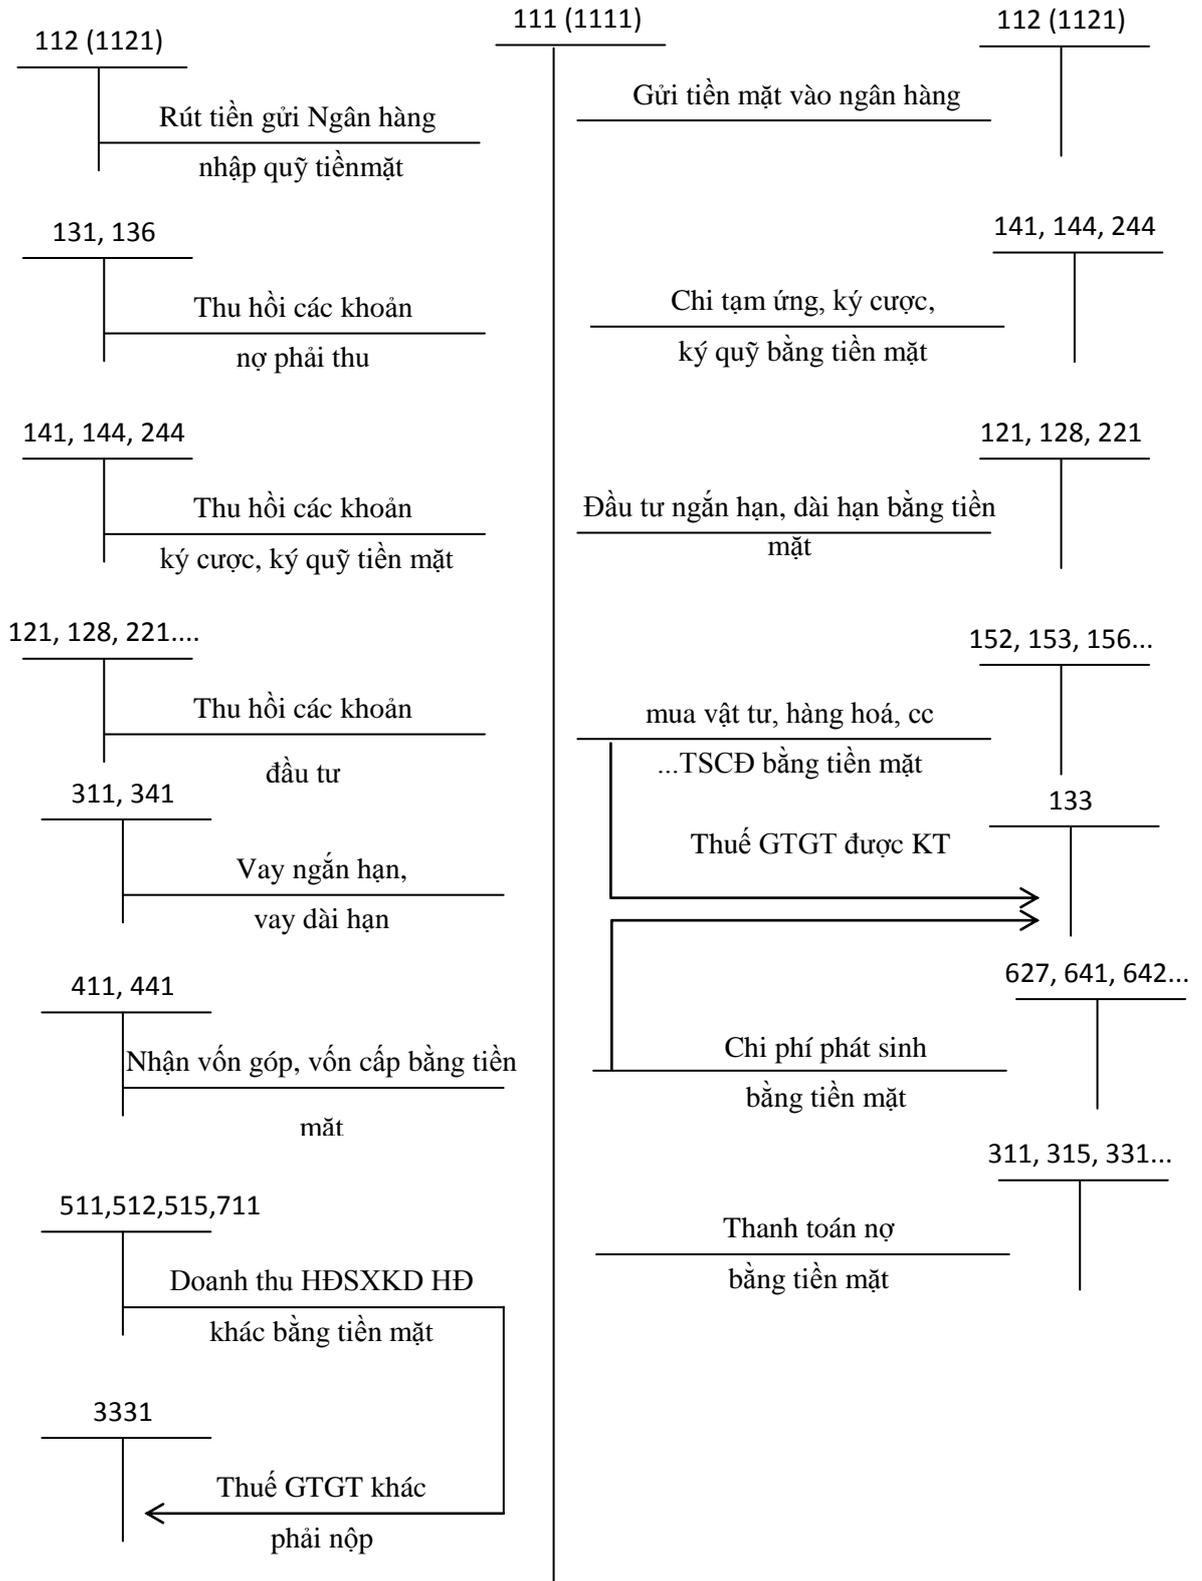 111 (1111)
112 (1121)
Rút tiền gửi Ngân hàng
nhập quỹ tiềnmặt
131, 136
Thu hồi các khoản
nợ phải thu
141, 144, 244
Thu hồi các khoản
ký cược, ký quỹ tiền mặt
121, 128, 221....
Thu hồi các khoản
đầu tư
311, 341
Vay ngắn hạn,
vay dài hạn
411, 441
Nhận vốn góp, vốn cấp bằng tiền
mặt
511,512,515,711
Doanh thu HĐSXKD HĐ
khác bằng tiền mặt
3331
Thuế GTGT khác
phải nộp
112 (1121)
Gửi tiền mặt vào ngân hàng
141, 144, 244
Chi tạm ứng, ký cược,
ký quỹ bằng tiền mặt
121, 128, 221
Đầu tư ngắn hạn, dài hạn bằng tiền
mặt
152, 153, 156...
mua vật tư, hàng hoá, cc
...TSCĐ bằng tiền mặt
133
Thuế GTGT được KT
627, 641, 642...
Chi phí phát sinh
bằng tiền mặt
311, 315, 331...
Thanh toán nợ
bằng tiền mặt